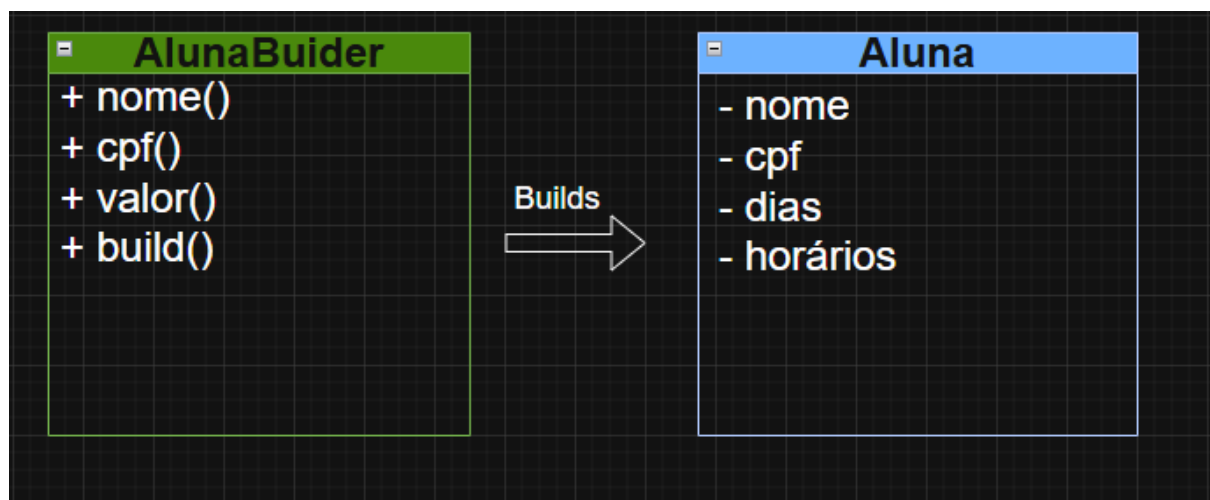 AlunaBuider
+ nome()
+ cpf()
+ valor()
+ build()
Builds
Aluna
- nome
- cpf
- dias
- horários